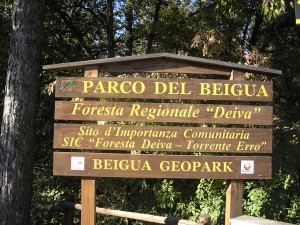 PARCO DEL BEIGUA
Foresta Regionale "Deiva"
Sito d'Importanza Comunitaria
SIC "Foresta Deiva - Torrente Erro"
BEIGUA GEOPARK